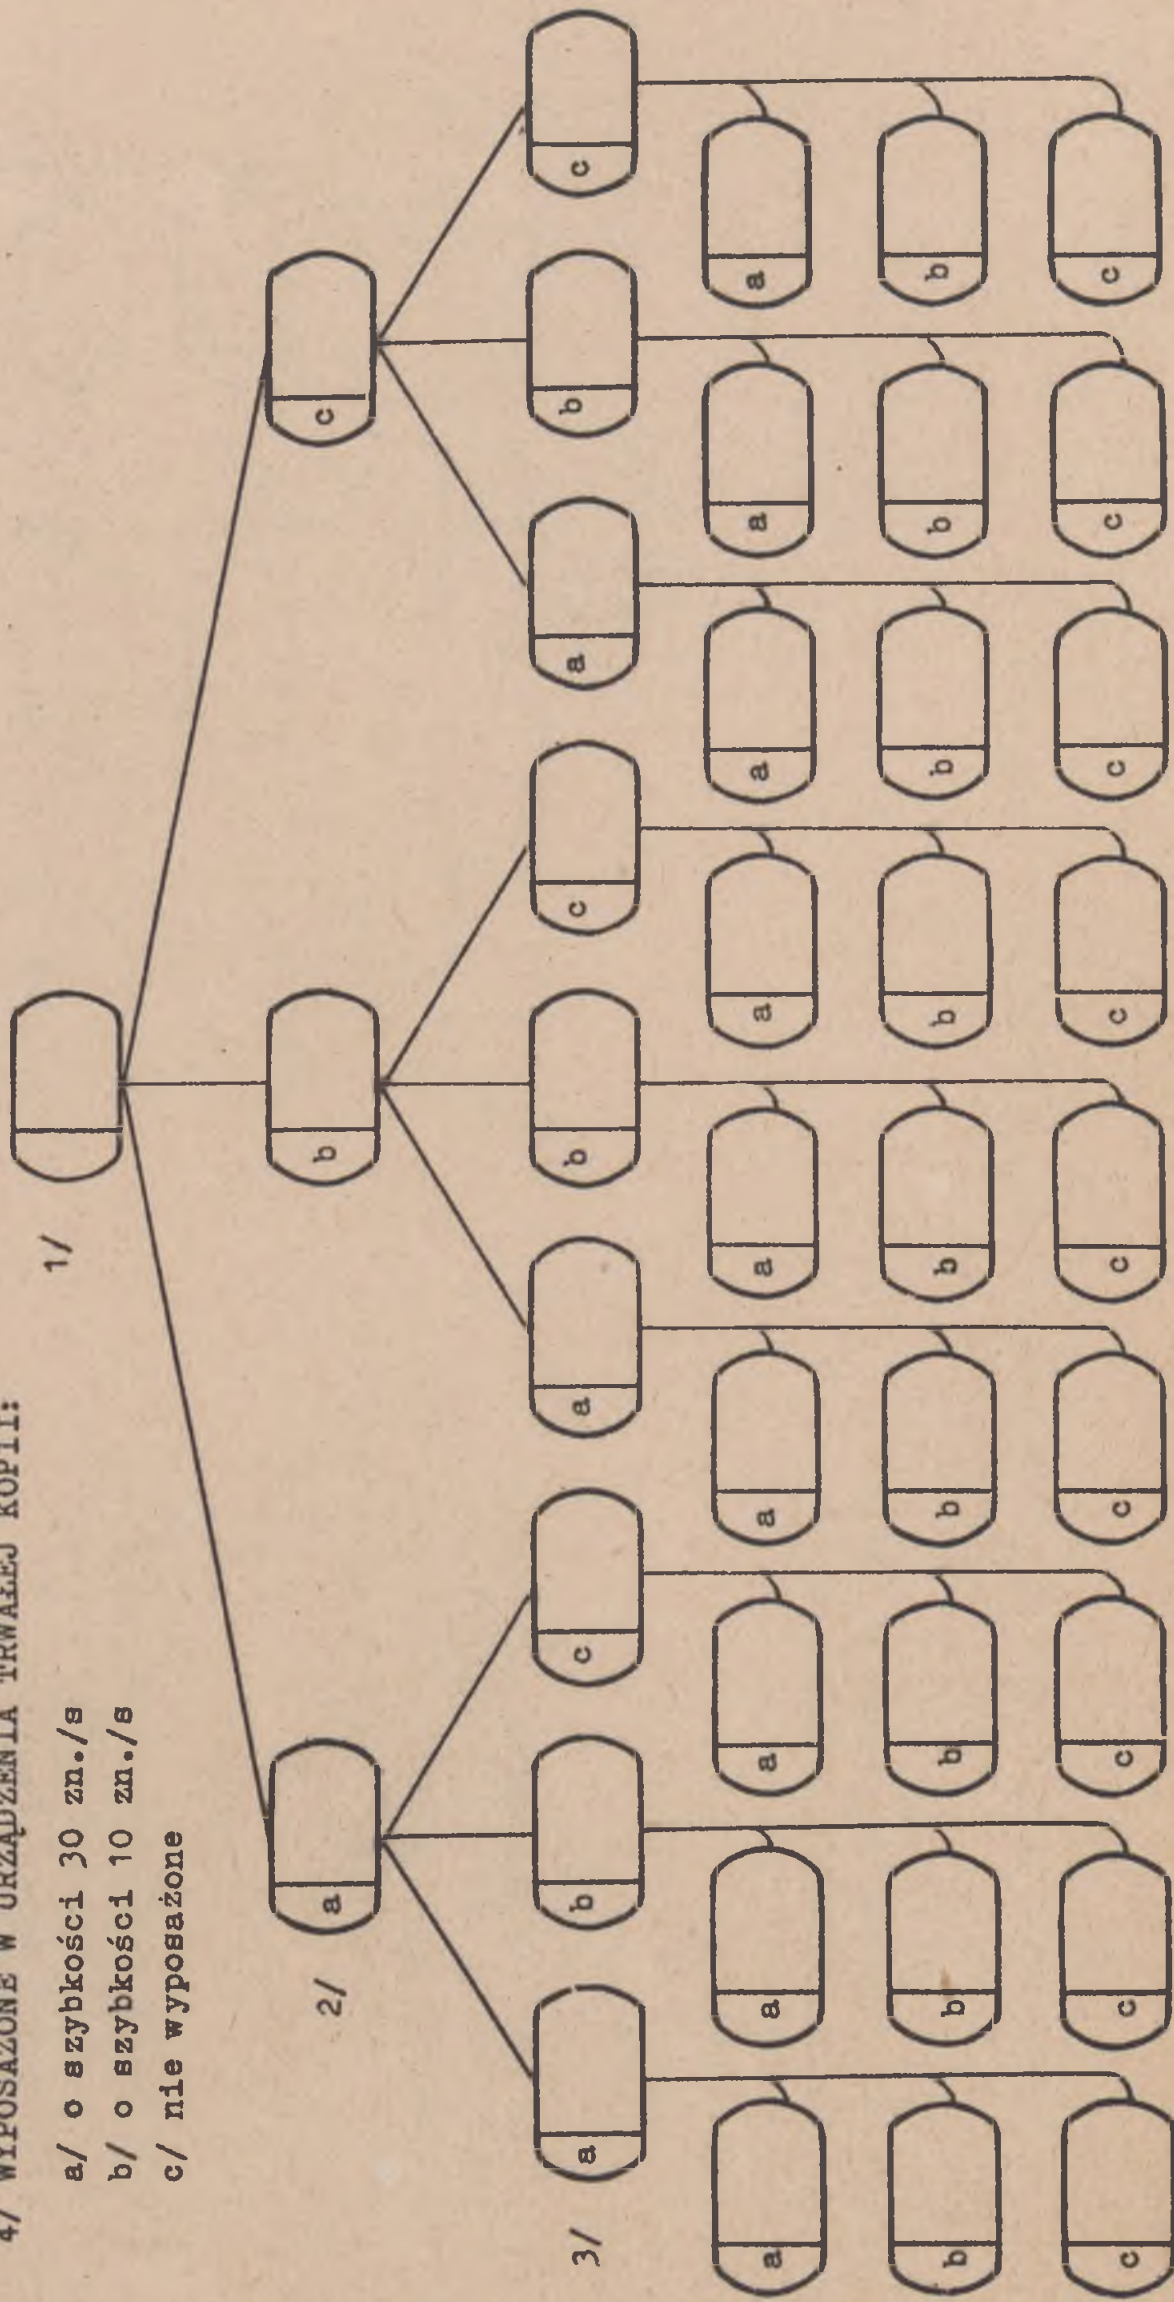 4/ WYPOSAŻONE W URZĄDZENIA TRWAŁEJ KOPII:
a/ o szybkości 30 zn./s
b/ o szybkości 10 zn./s
c/ nie wyposażone
1/
2/ a b c
3/ a b c a b c a b c
a a a a a a a a a
b b b b b b b b b
c c c c c c c c c